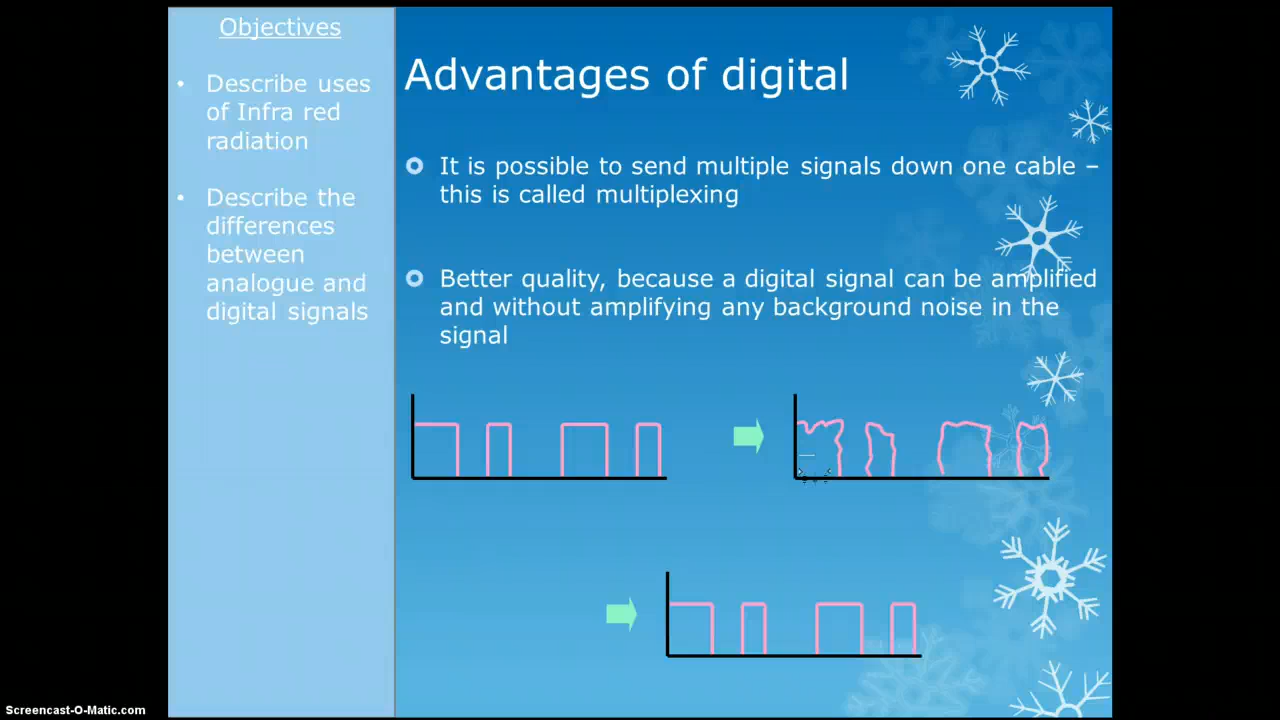 Objectives
• Describe uses
of Infra red
radiation
• Describe the
differences
between
analogue and
digital signals
Advantages of digital
It is possible to send multiple signals down one cable –
this is called multiplexing
Better quality, because a digital signal can be amplified
and without amplifying any background noise in the
signal
Screencast-O-Matic.com